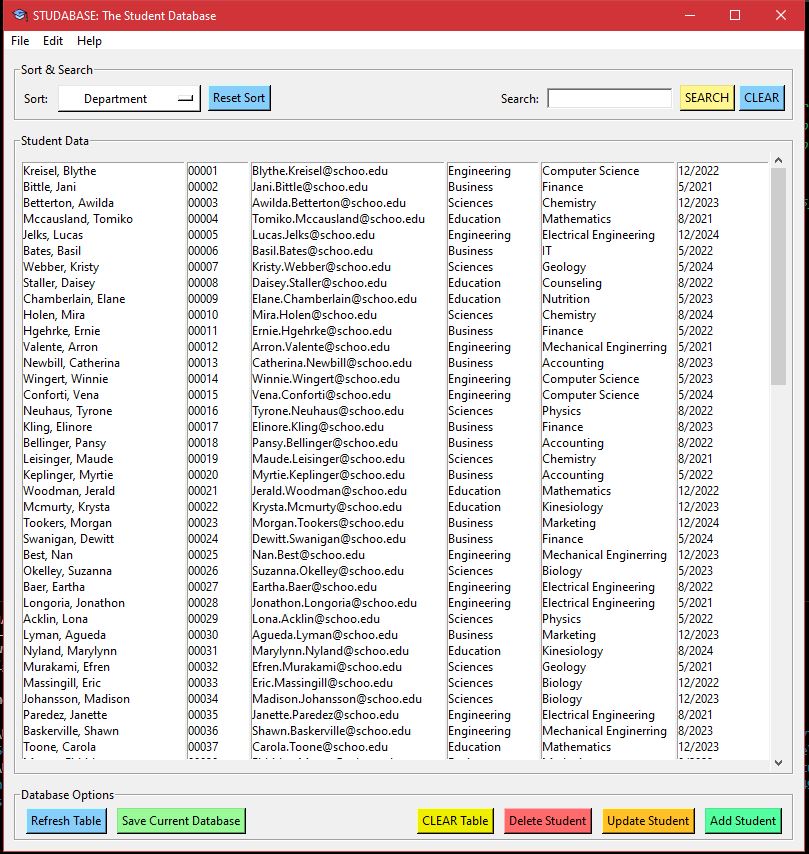 STUDABASE: The Student Database
File Edit Help
Sort & Search
Sort: Department Reset Sort Search: SEARCH CLEAR
Student Data
Kreisel, Blythe 00001 Blythe.Kreisel@schoo.edu Engineering Computer Science 12/2022
Bittle, Jani 00002 Jani.Bittle@schoo.edu Business Finance 5/2021
Betterton, Awilda 00003 Awilda.Betterton@schoo.edu Sciences Chemistry 12/2023
Mccausland, Tomiko 00004 Tomiko.Mccausland@schoo.edu Education Mathematics 8/2021
Jelks, Lucas 00005 Lucas.Jelks@schoo.edu Engineering Electrical Engineering 12/2024
Bates, Basil 00006 Basil.Bates@schoo.edu Business IT 5/2022
Webber, Kristy 00007 Kristy.Webber@schoo.edu Sciences Geology 5/2024
Staller, Daisey 00008 Daisey.Staller@schoo.edu Education Counseling 8/2022
Chamberlain, Elane 00009 Elane.Chamberlain@schoo.edu Education Nutrition 5/2023
Holen, Mira 00010 Mira.Holen@schoo.edu Sciences Chemistry 8/2024
Hgehrke, Ernie 00011 Ernie.Hgehrke@schoo.edu Business Finance 5/2022
Valente, Arron 00012 Arron.Valente@schoo.edu Engineering Mechanical Enginerring 5/2021
Newbill, Catherina 00013 Catherina.Newbill@schoo.edu Business Accounting 8/2023
Wingert, Winnie 00014 Winnie.Wingert@schoo.edu Engineering Computer Science 5/2023
Conforti, Vena 00015 Vena.Conforti@schoo.edu Engineering Computer Science 5/2024
Neuhaus, Tyrone 00016 Tyrone.Neuhaus@schoo.edu Sciences Physics 8/2022
Kling, Elinore 00017 Elinore.Kling@schoo.edu Business Finance 8/2023
Bellinger, Pansy 00018 Pansy.Bellinger@schoo.edu Business Accounting 8/2022
Leisinger, Maude 00019 Maude.Leisinger@schoo.edu Sciences Chemistry 8/2021
Keplinger, Myrtie 00020 Myrtie.Keplinger@schoo.edu Business Accounting 5/2022
Woodman, Jerald 00021 Jerald.Woodman@schoo.edu Education Mathematics 12/2022
Mcmurty, Krysta 00022 Krysta.Mcmurty@schoo.edu Education Kinesiology 12/2023
Tookers, Morgan 00023 Morgan.Tookers@schoo.edu Business Marketing 12/2024
Swanigan, Dewitt 00024 Dewitt.Swanigan@schoo.edu Business Finance 5/2024
Best, Nan 00025 Nan.Best@schoo.edu Engineering Mechanical Enginerring 12/2023
Okelley, Suzanna 00026 Suzanna.Okelley@schoo.edu Sciences Biology 5/2023
Baer, Eartha 00027 Eartha.Baer@schoo.edu Engineering Electrical Engineering 8/2022
Longoria, Jonathon 00028 Jonathon.Longoria@schoo.edu Engineering Electrical Engineering 5/2021
Acklin, Lona 00029 Lona.Acklin@schoo.edu Sciences Physics 5/2022
Lyman, Agueda 00030 Agueda.Lyman@schoo.edu Business Marketing 12/2023
Nyland, Marylynn 00031 Marylynn.Nyland@schoo.edu Education Kinesiology 8/2024
Murakami, Efren 00032 Efren.Murakami@schoo.edu Sciences Geology 5/2021
Massingill, Eric 00033 Eric.Massingill@schoo.edu Sciences Biology 12/2022
Johansson, Madison 00034 Madison.Johansson@schoo.edu Sciences Biology 12/2023
Paredez, Janette 00035 Janette.Paredez@schoo.edu Engineering Electrical Engineering 8/2021
Baskerville, Shawn 00036 Shawn.Baskerville@schoo.edu Engineering Mechanical Enginerring 8/2023
Toone, Carola 00037 Carola.Toone@schoo.edu Education Mathematics 12/2023
Database Options
Refresh Table Save Current Database CLEAR Table Delete Student Update Student Add Student